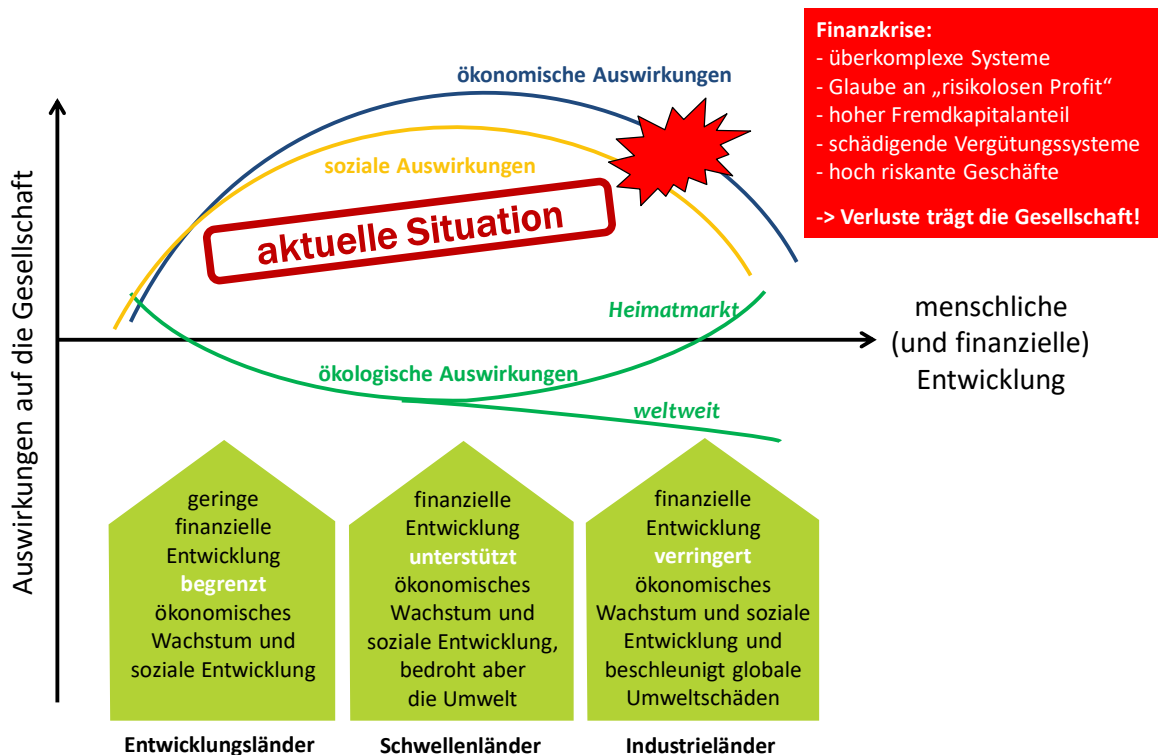 Finanzkrise:
- überkomplexe Systeme
- Glaube an „risikolosen Profit“
- hoher Fremdkapitalanteil
- schädigende Vergütungssysteme
- hoch riskante Geschäfte
-> Verluste trägt die Gesellschaft!
ökonomische Auswirkungen
soziale Auswirkungen
aktuelle Situation
Auswirkungen auf die Gesellschaft
Heimatmarkt
menschliche
(und finanzielle)
Entwicklung
ökologische Auswirkungen
weltweit
geringe
finanzielle
Entwicklung
begrenzt
ökonomisches
Wachstum und
soziale Entwicklung
finanzielle
Entwicklung
unterstützt
ökonomisches
Wachstum und
soziale Entwicklung,
bedroht aber
die Umwelt
finanzielle
Entwicklung
verringert
ökonomisches
Wachstum und soziale
Entwicklung und
beschleunigt globale
Umweltschäden
Entwicklungsländer
Schwellenländer
Industrieländer